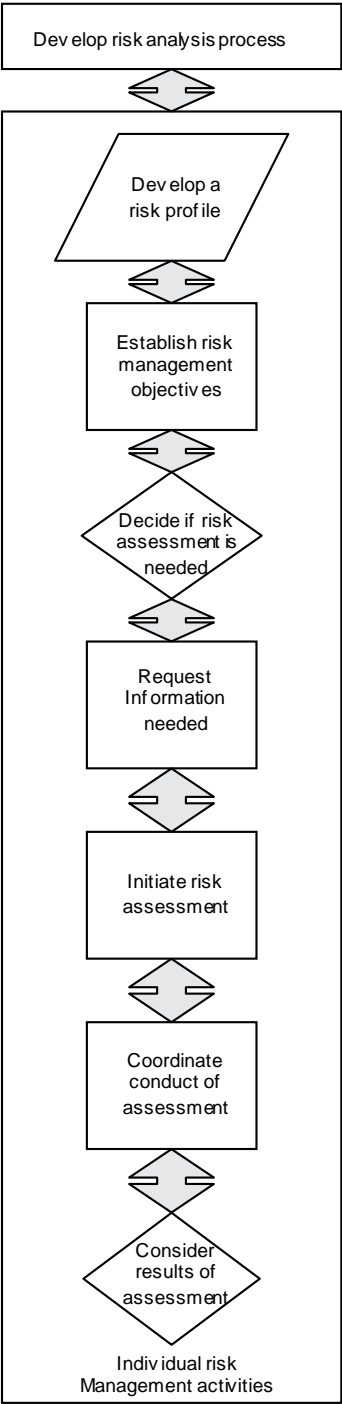 Develop risk analysis process
Develop a
risk profile
Establish risk
management
objectives
Decide if risk
assessment is
needed
Request
Information
needed
Initiate risk
assessment
Coordinate
conduct of
assessment
Consider
results of
assessment
Individual risk
Management activities